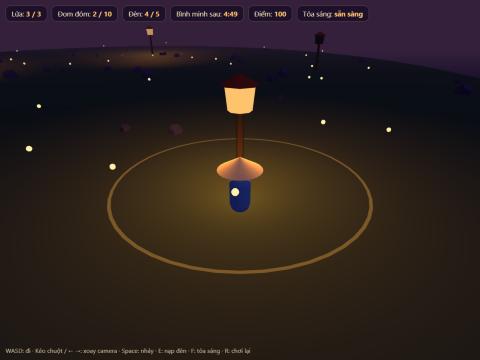 Lửa: 3 / 3
Đom đóm: 2 / 10
Đèn: 4 / 5
Bình minh sau: 4:49
Điểm: 100
Tỏa sáng: sẵn sàng
WASD: đi · Kéo chuột / ← →: xoay camera · Space: nhảy · E: nạp đèn · F: tỏa sáng · R: chơi lại